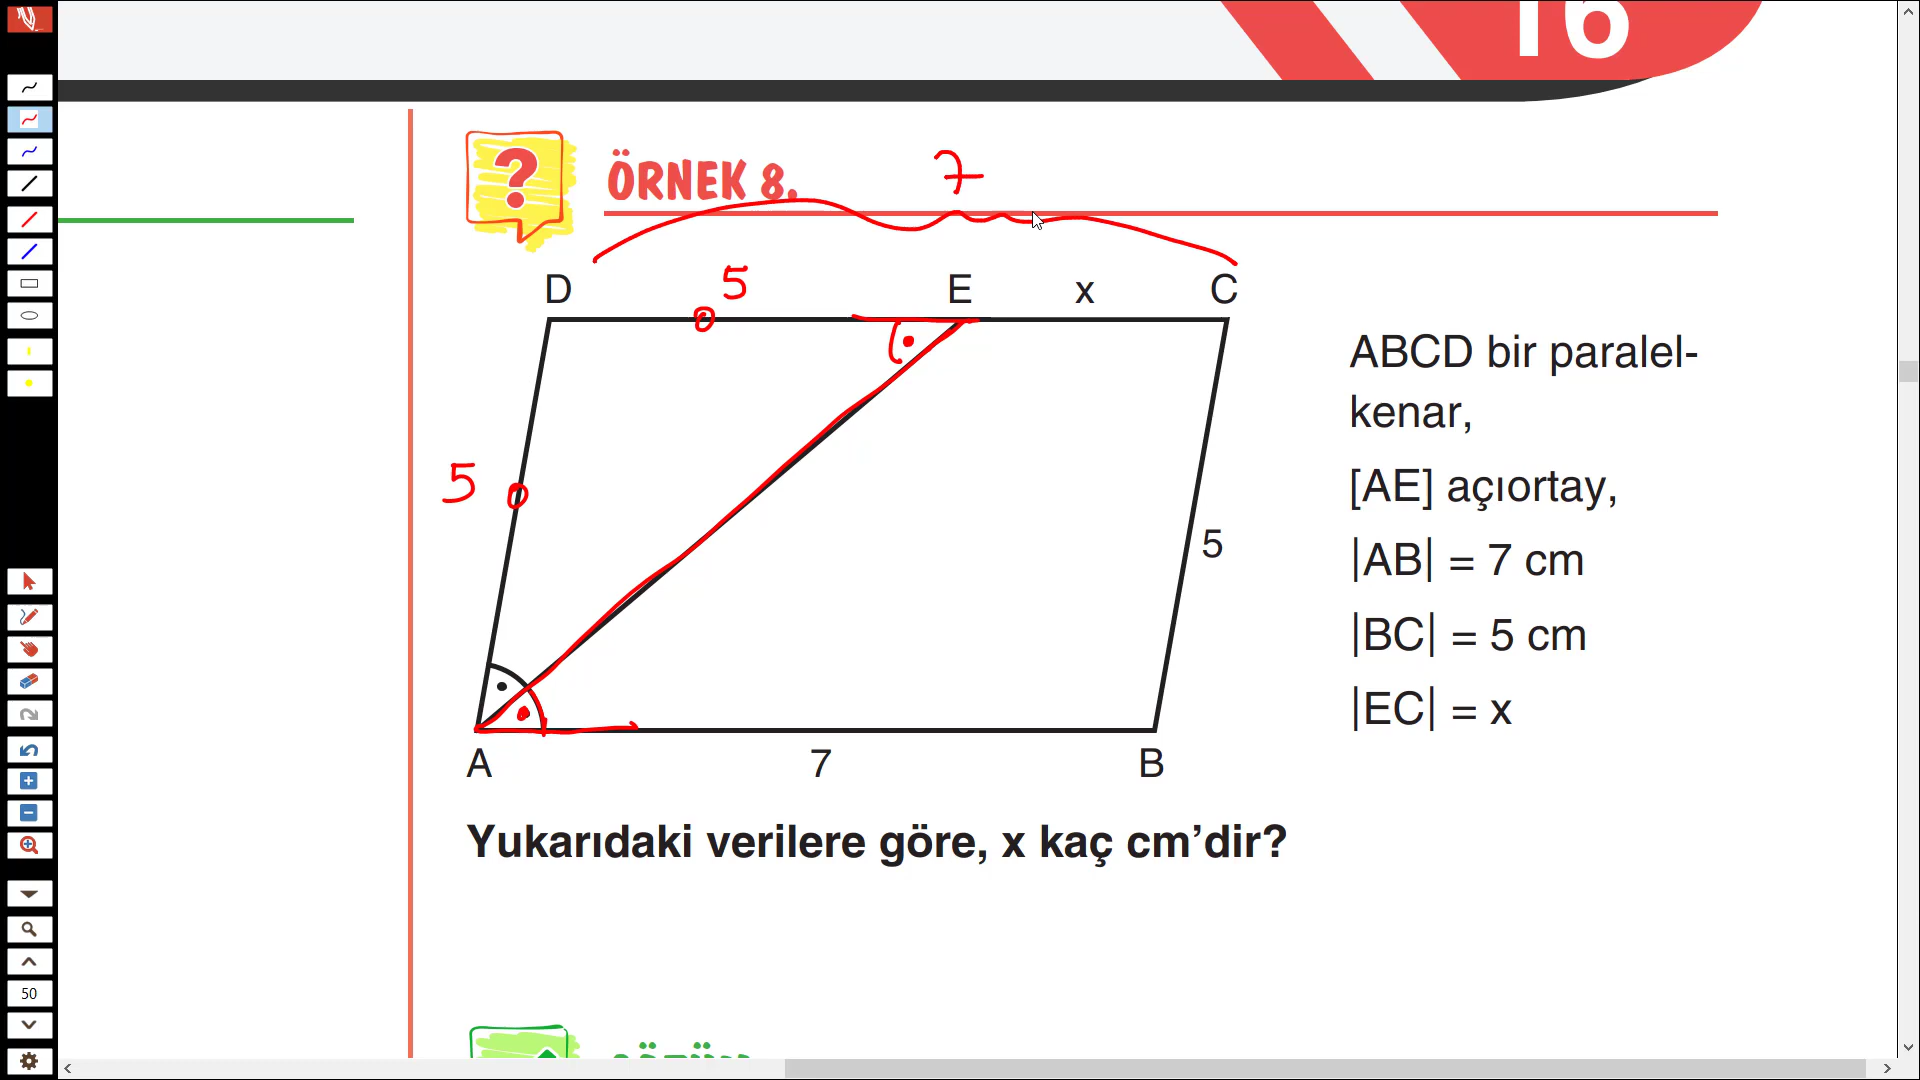 16
ÖRNEK 8.
7
D
5
E
x
C
5
5
A
7
B
ABCD bir paralel-
kenar,
[AE] açıortay,
|AB| = 7 cm
|BC| = 5 cm
|EC| = x
Yukarıdaki verilere göre, x kaç cm’dir?
50